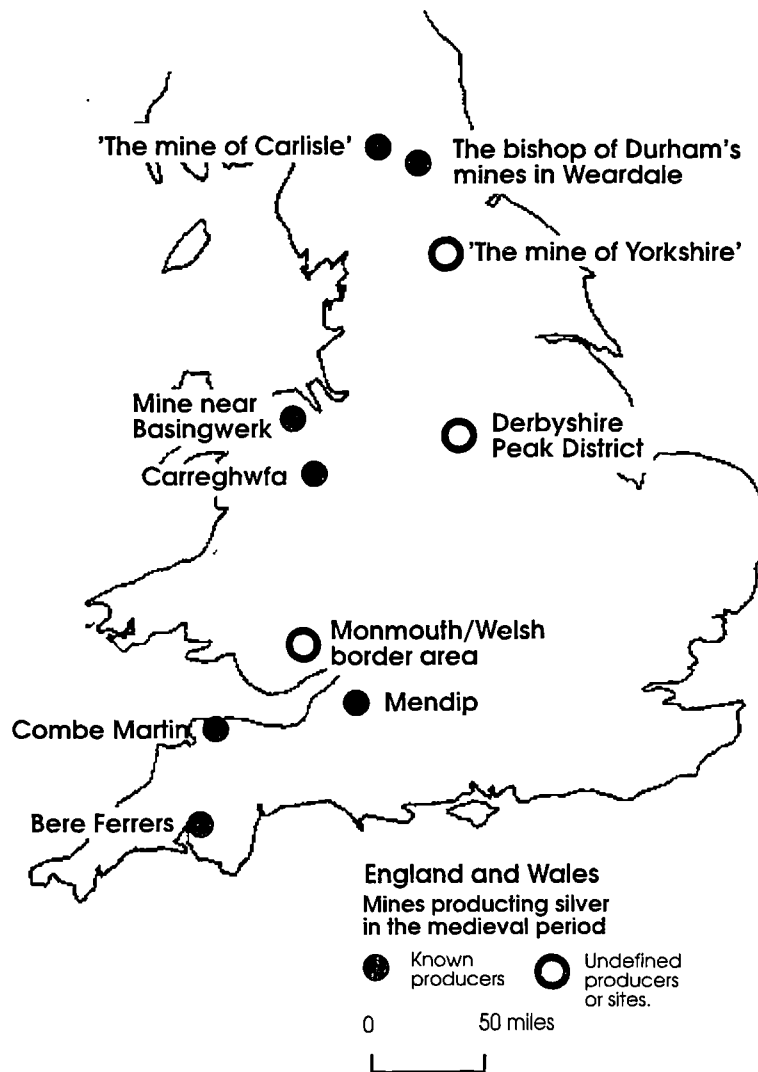 'The mine of Carlisle'
The bishop of Durham's
mines in Weardale
'The mine of Yorkshire'
Mine near
Basingwerk
Derbyshire
Peak District
Carreghwfa
Monmouth/Welsh
border area
Mendip
Combe Martin
Bere Ferrers
England and Wales
Mines producting silver
in the medieval period
Known
producers
Undefined
producers
or sites.
0 50 miles